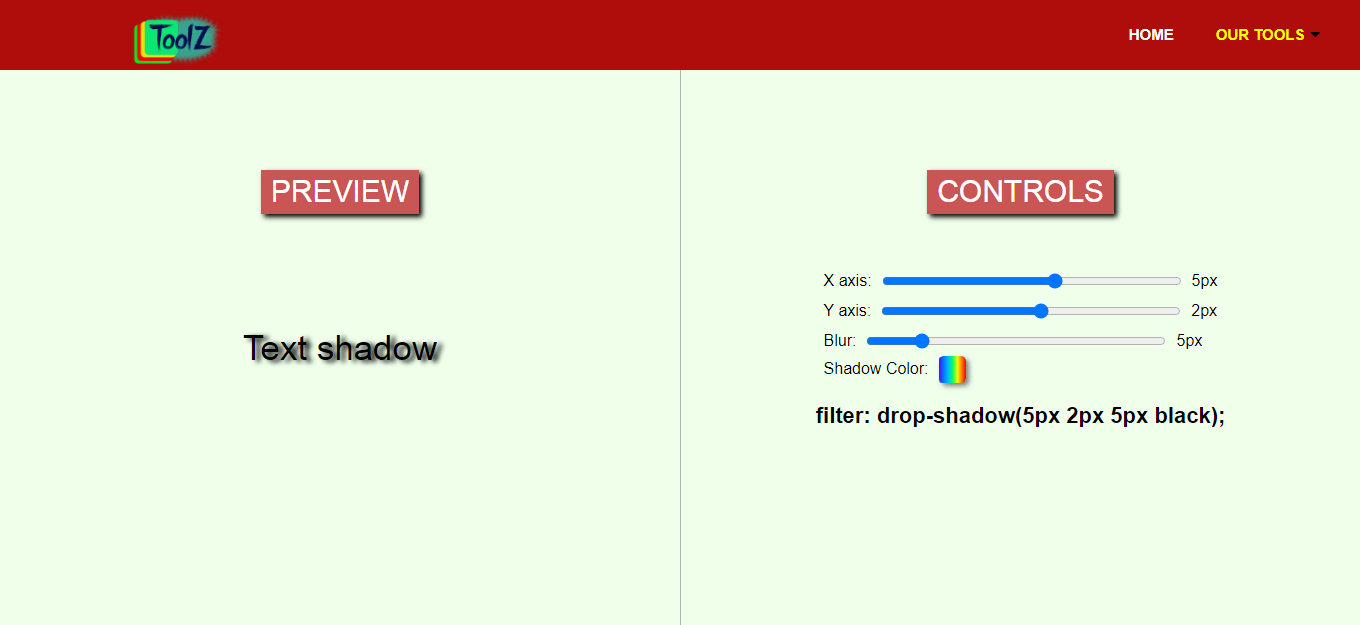 ToolZ
HOME
OUR TOOLS
PREVIEW
Text shadow
CONTROLS
X axis: 5px
Y axis: 2px
Blur: 5px
Shadow Color:
filter: drop-shadow(5px 2px 5px black);